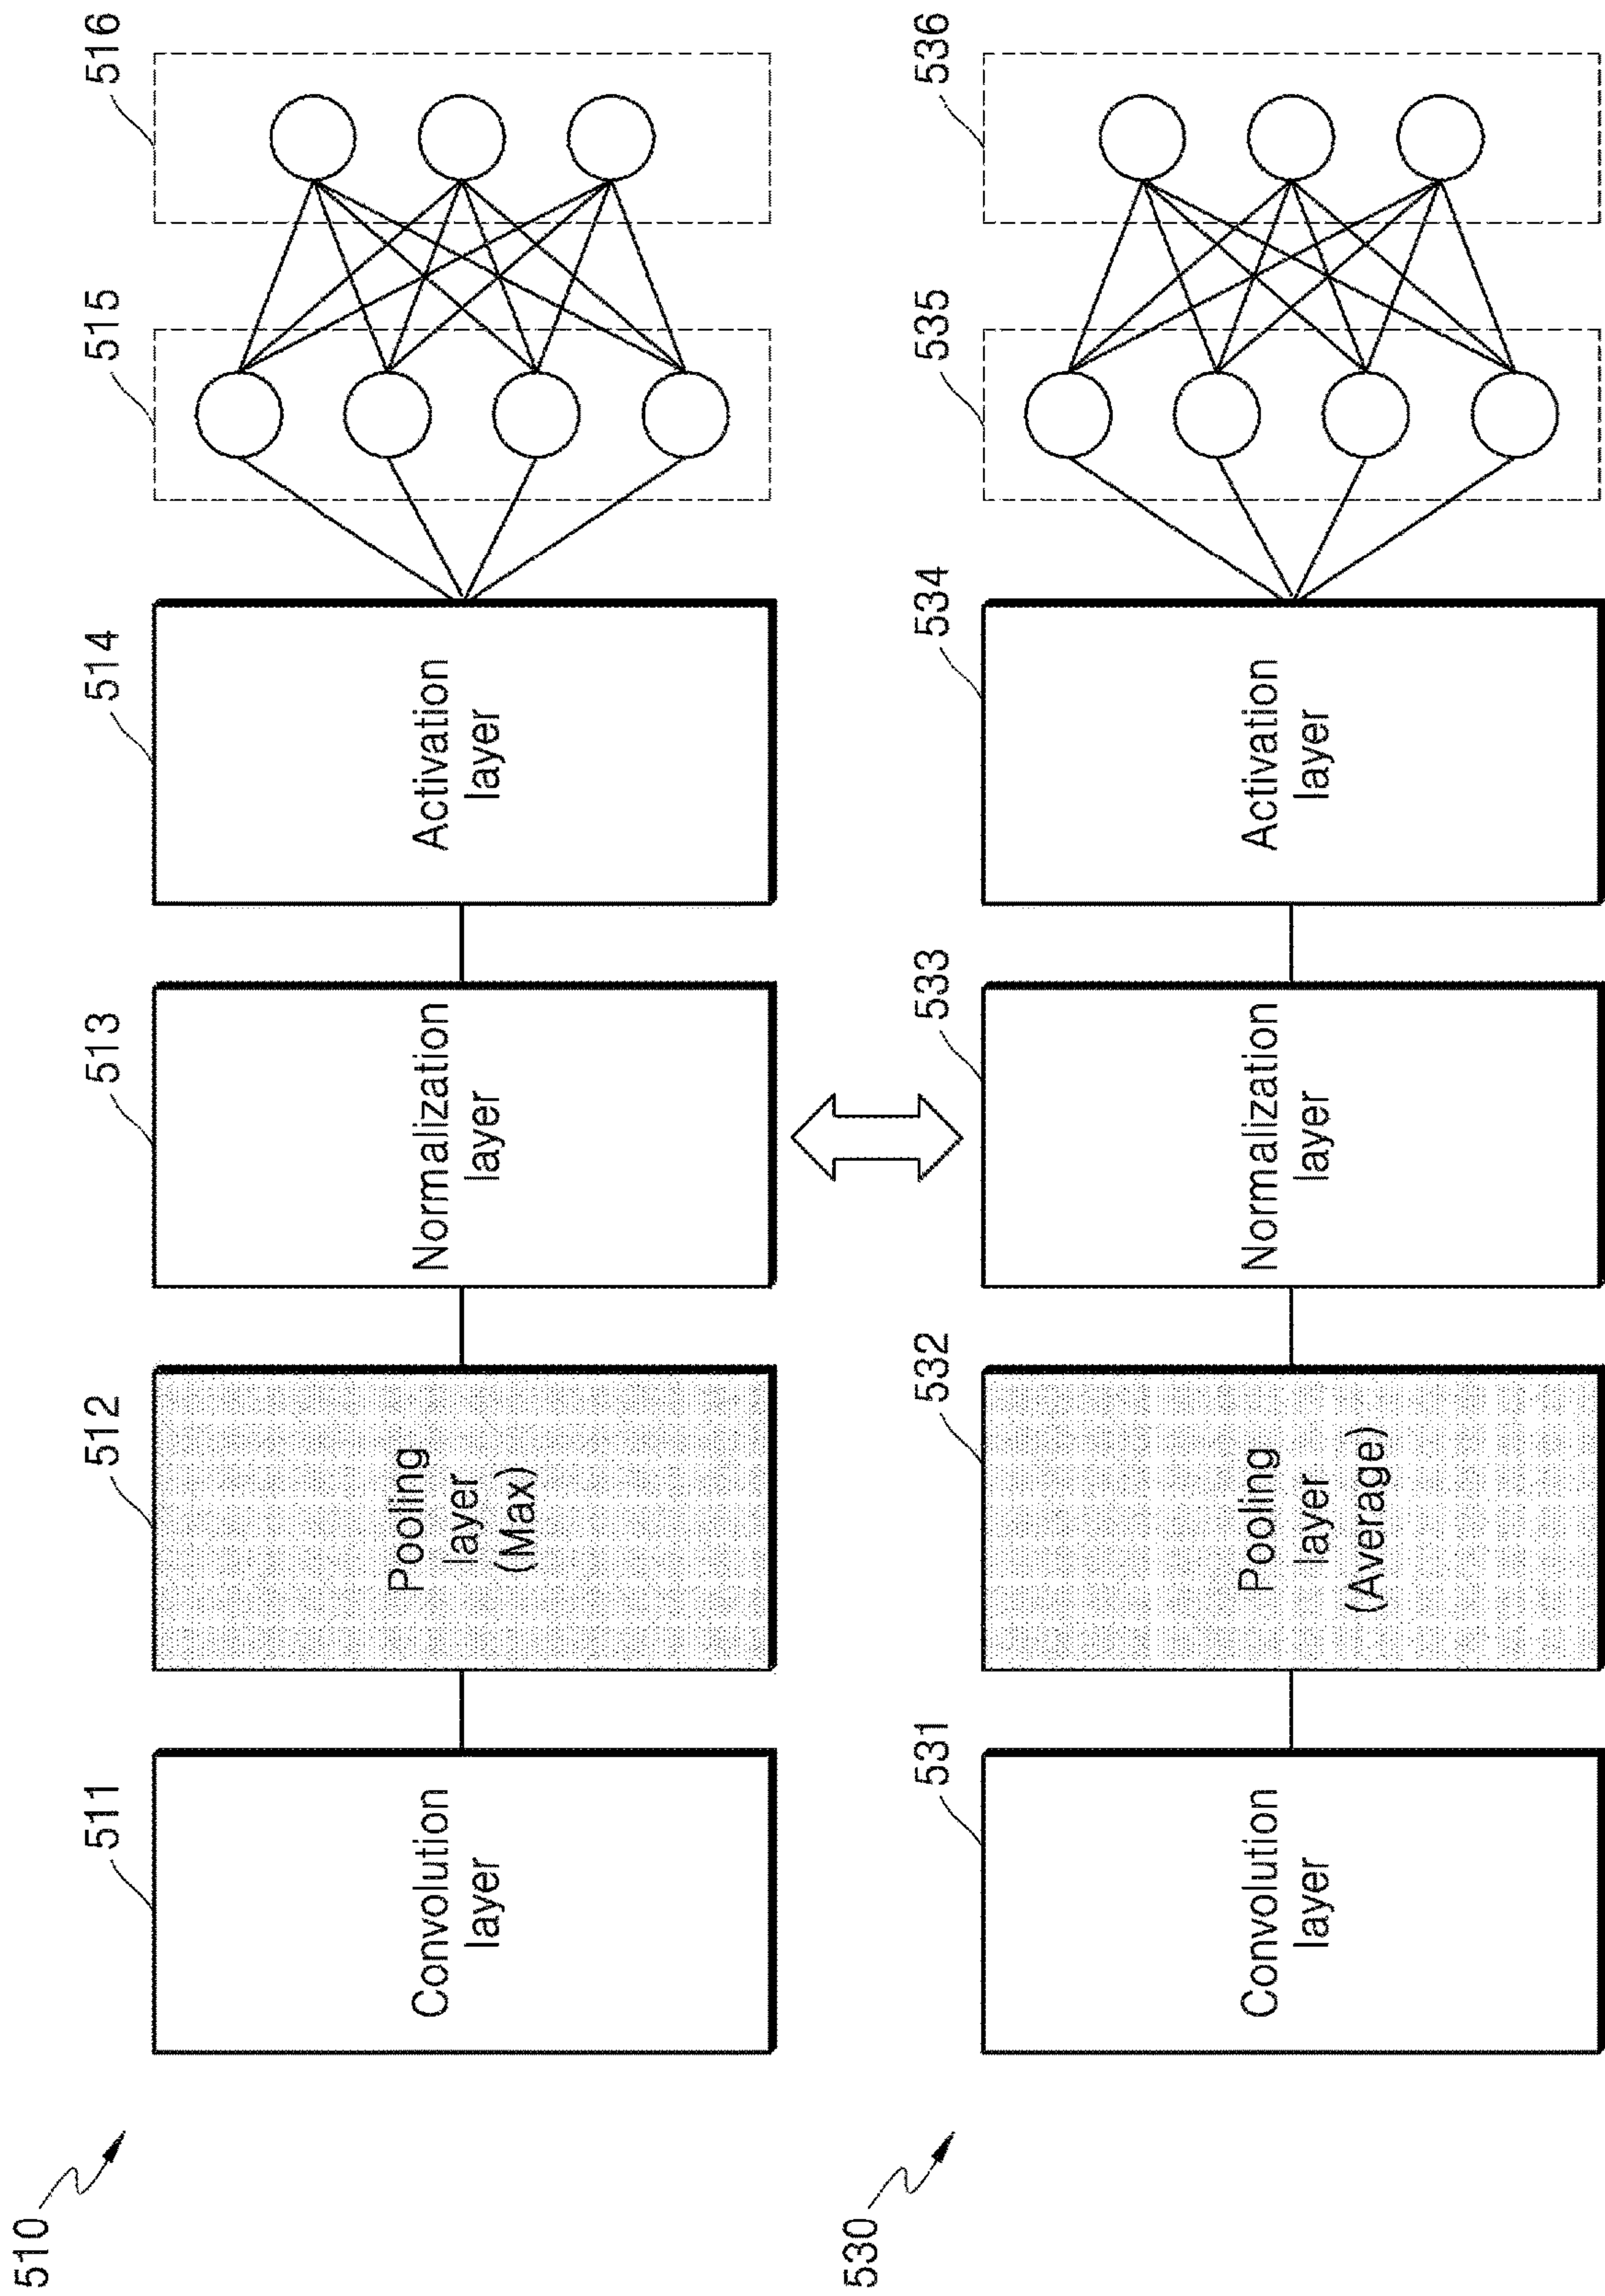 510
511
512
513
514
515
516
Convolution
layer
Pooling
layer
(Max)
Normalization
layer
Activation
layer
530
531
532
533
534
535
536
Convolution
layer
Pooling
layer
(Average)
Normalization
layer
Activation
layer